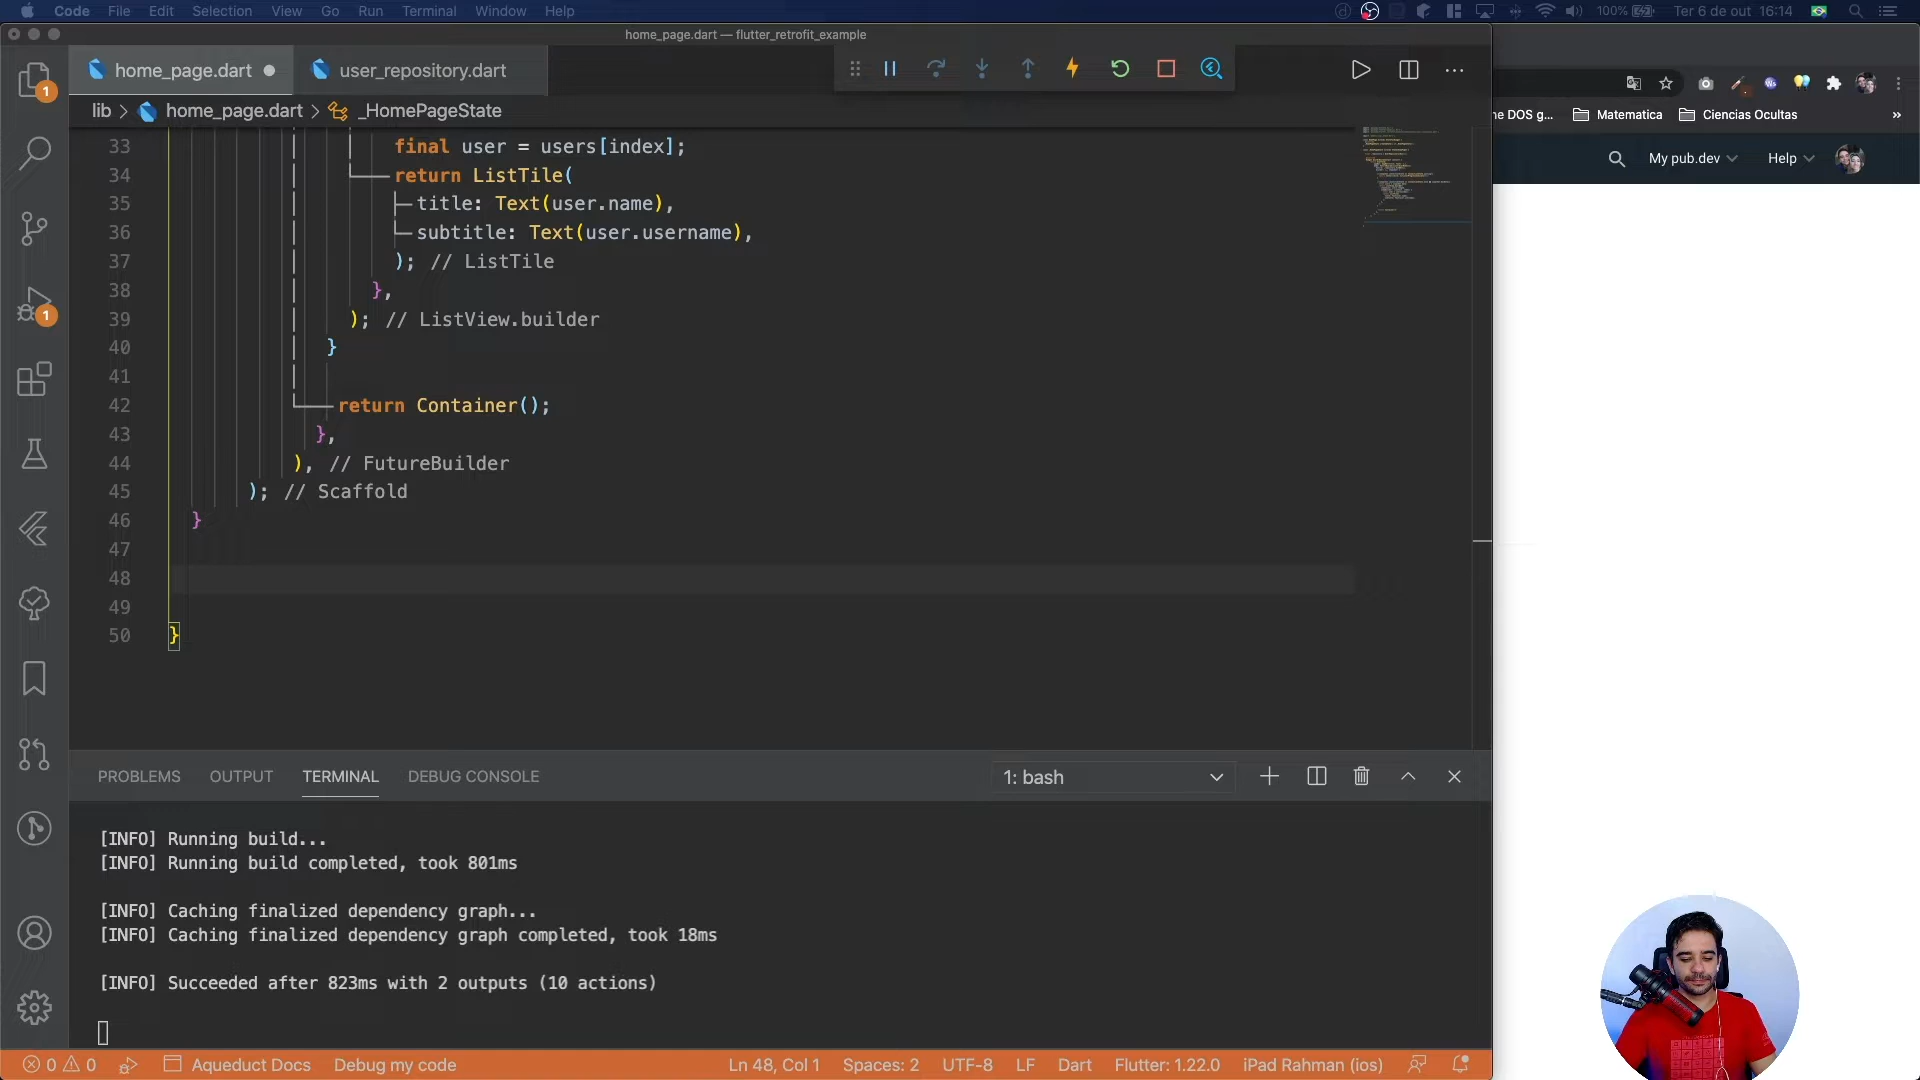 Code File Edit Selection View Go Run Terminal Window Help 100% Ter 6 de out 16:14
home_page.dart — flutter_retrofit_example
home_page.dart user_repository.dart
1
lib > home_page.dart > _HomePageState
ne DOS g... Matematica Ciencias Ocultas »
My pub.dev Help
33 final user = users[index];
34 return ListTile(
35 title: Text(user.name),
36 subtitle: Text(user.username),
37 ); // ListTile
38 },
39 ); // ListView.builder
40 }
41
42 return Container();
43 },
44 ), // FutureBuilder
45 ); // Scaffold
46 }
47
48
49
50 }
1
PROBLEMS OUTPUT TERMINAL DEBUG CONSOLE 1: bash
[INFO] Running build...
[INFO] Running build completed, took 801ms
[INFO] Caching finalized dependency graph...
[INFO] Caching finalized dependency graph completed, took 18ms
[INFO] Succeeded after 823ms with 2 outputs (10 actions)
0 0 Aqueduct Docs Debug my code Ln 48, Col 1 Spaces: 2 UTF-8 LF Dart Flutter: 1.22.0 iPad Rahman (ios)